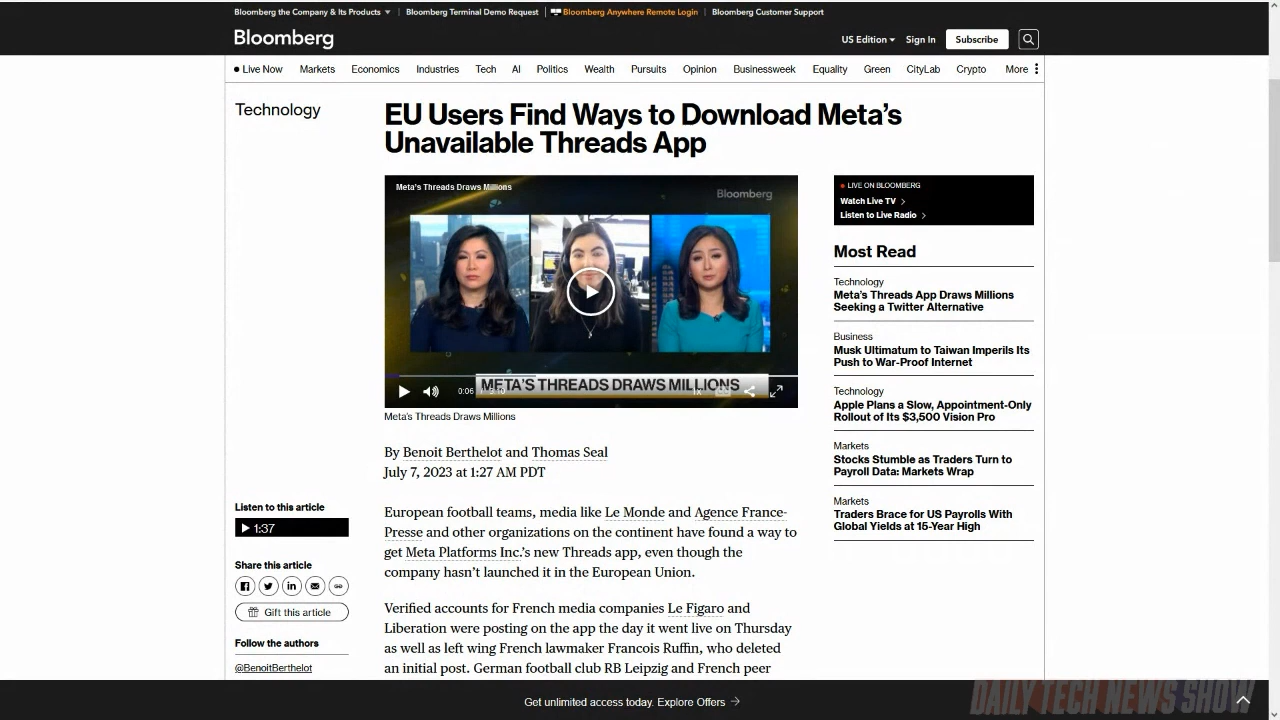 Bloomberg the Company & Its Products
Bloomberg Terminal Demo Request
Bloomberg Anywhere Remote Login
Bloomberg Customer Support
Bloomberg
US Edition
Sign In
Subscribe
Live Now
Markets
Economics
Industries
Tech
AI
Politics
Wealth
Pursuits
Opinion
Businessweek
Equality
Green
CityLab
Crypto
More
Technology
EU Users Find Ways to Download Meta's
Unavailable Threads App
Meta's Threads Draws Millions
Bloomberg
META'S THREADS DRAWS MILLIONS
0:06
1x
Meta's Threads Draws Millions
By Benoit Berthelot and Thomas Seal
July 7, 2023 at 1:27 AM PDT
Listen to this article
1:37
Share this article
Gift this article
Follow the authors
@BenoitBerthelot
European football teams, media like Le Monde and Agence France-
Presse and other organizations on the continent have found a way to
get Meta Platforms Inc.'s new Threads app, even though the
company hasn't launched it in the European Union.
Verified accounts for French media companies Le Figaro and
Liberation were posting on the app the day it went live on Thursday
as well as left wing French lawmaker Francois Ruffin, who deleted
an initial post. German football club RB Leipzig and French peer
LIVE ON BLOOMBERG
Watch Live TV
Listen to Live Radio
Most Read
Technology
Meta's Threads App Draws Millions
Seeking a Twitter Alternative
Business
Musk Ultimatum to Taiwan Imperils Its
Push to War-Proof Internet
Technology
Apple Plans a Slow, Appointment-Only
Rollout of Its $3,500 Vision Pro
Markets
Stocks Stumble as Traders Turn to
Payroll Data: Markets Wrap
Markets
Traders Brace for US Payrolls With
Global Yields at 15-Year High
Get unlimited access today. Explore Offers
DAILY TECH NEWS SHOW